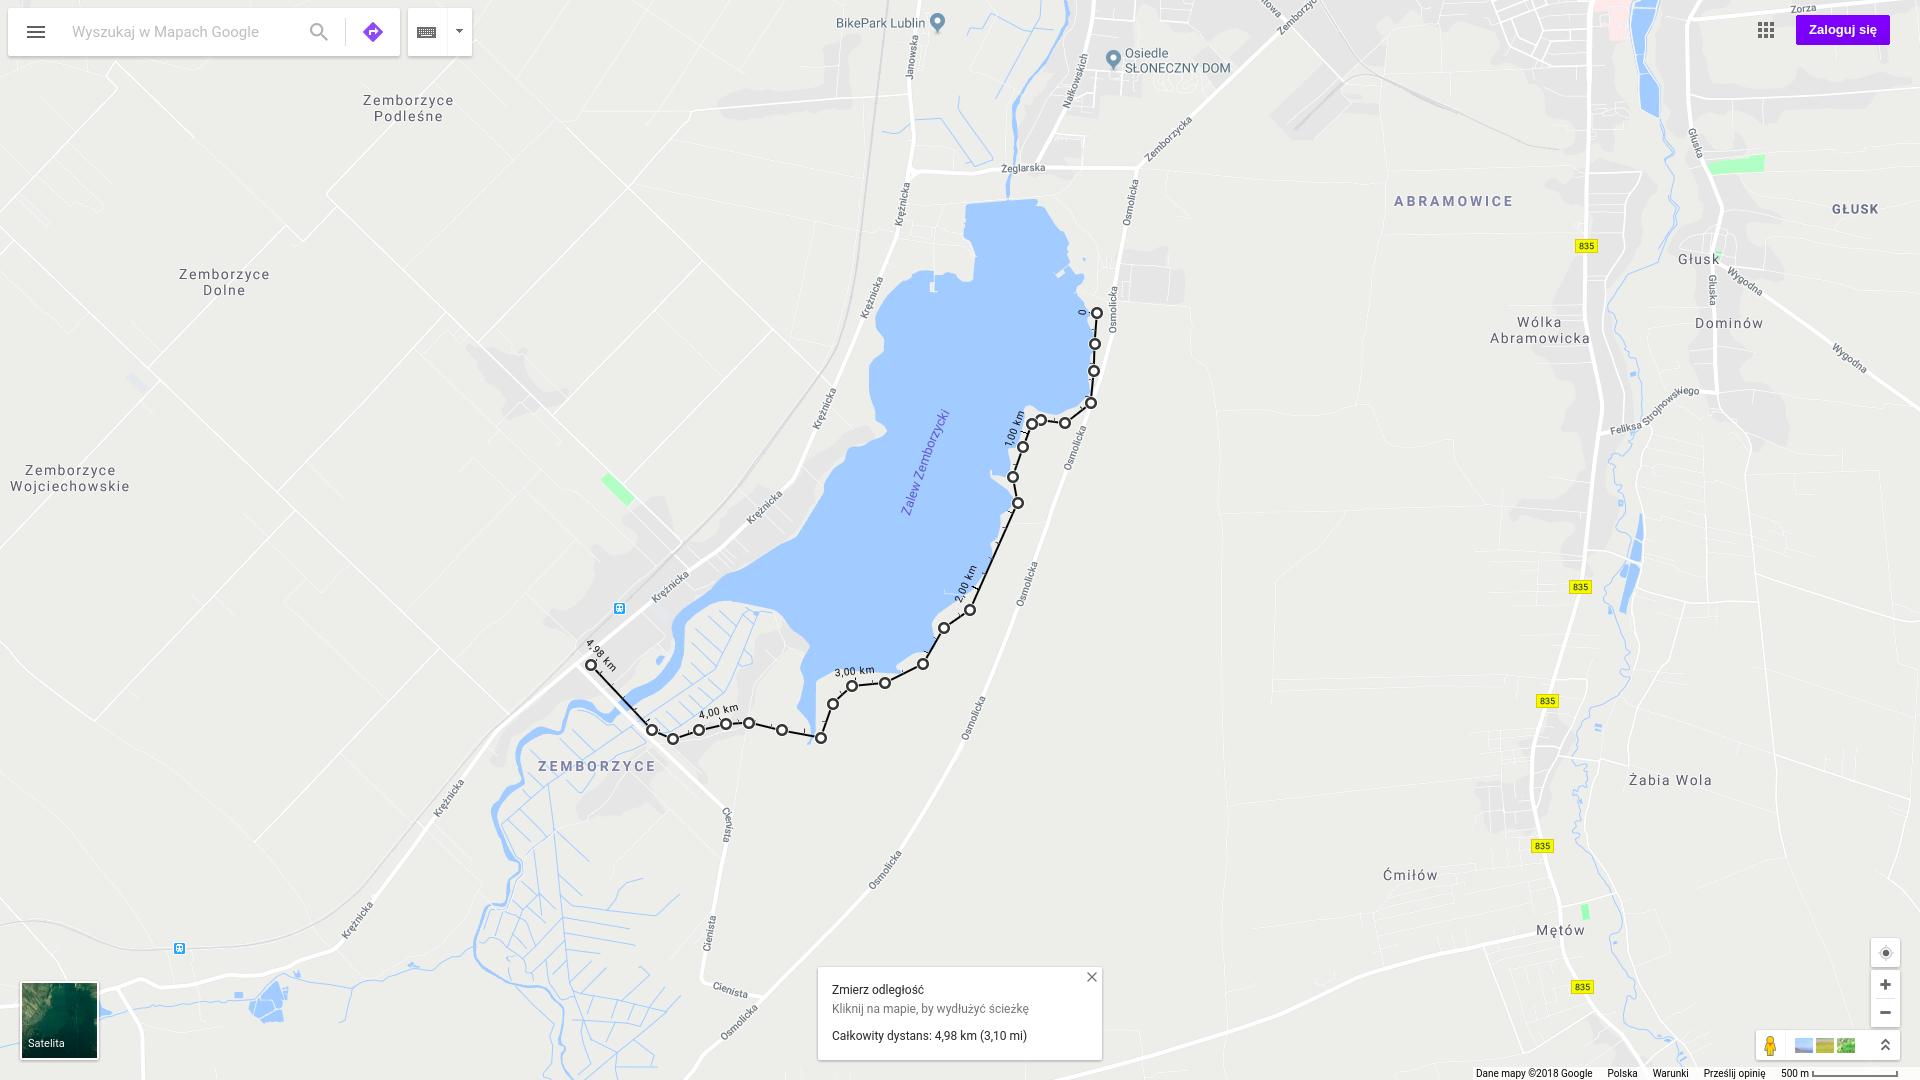 Wyszukaj w Mapach Google
BikePark Lublin
Osiedle
SŁONECZNY DOM
Zaloguj się
Zorza
Zemborzyce
Podleśne
Janowska
Nałkowskich
Zemborzycka
Żeglarska
Głuska
Krężnicka
Osmolicka
ABRAMOWICE
GŁUSK
835
Głusk
Wygodna
Zemborzyce
Dolne
Krężnicka
Osmolicka
0
Głuska
Wólka
Abramowicka
Dominów
Wygodna
Krężnicka
Feliksa Strojnowskiego
1,00 km
Osmolicka
Zalew Zemborzycki
Zemborzyce
Wojciechowskie
Krężnicka
2,00 km
Osmolicka
Krężnicka
835
4,98 km
3,00 km
4,00 km
Osmolicka
835
ZEMBORZYCE
Żabia Wola
Krężnicka
Cienista
835
Osmolicka
Ćmiłów
Krężnicka
Cienista
Mętów
Cienista
835
Osmolicka
Zmierz odległość
Kliknij na mapie, by wydłużyć ścieżkę
Całkowity dystans: 4,98 km (3,10 mi)
Satelita
Dane mapy ©2018 Google Polska Warunki Prześlij opinię 500 m